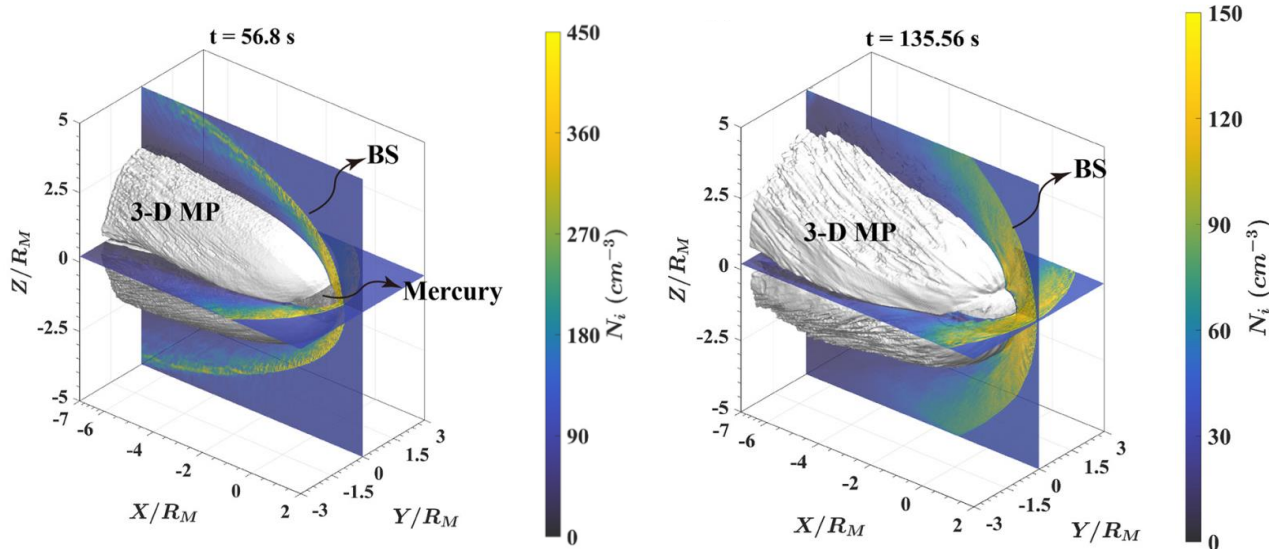 t = 56.8 s
BS
3-D MP
Mercury
Z/R_M
5
2.5
0
-2.5
-5
-7
-6
-4
-2
0
2
X/R_M
-3
-1.5
0
1.5
3
Y/R_M
450
360
270
180
90
0
N_i (cm^{-3})
t = 135.56 s
BS
3-D MP
Z/R_M
5
2.5
0
-2.5
-5
-7
-6
-4
-2
0
2
X/R_M
-3
-1.5
0
1.5
3
Y/R_M
150
120
90
60
30
0
N_i (cm^{-3})